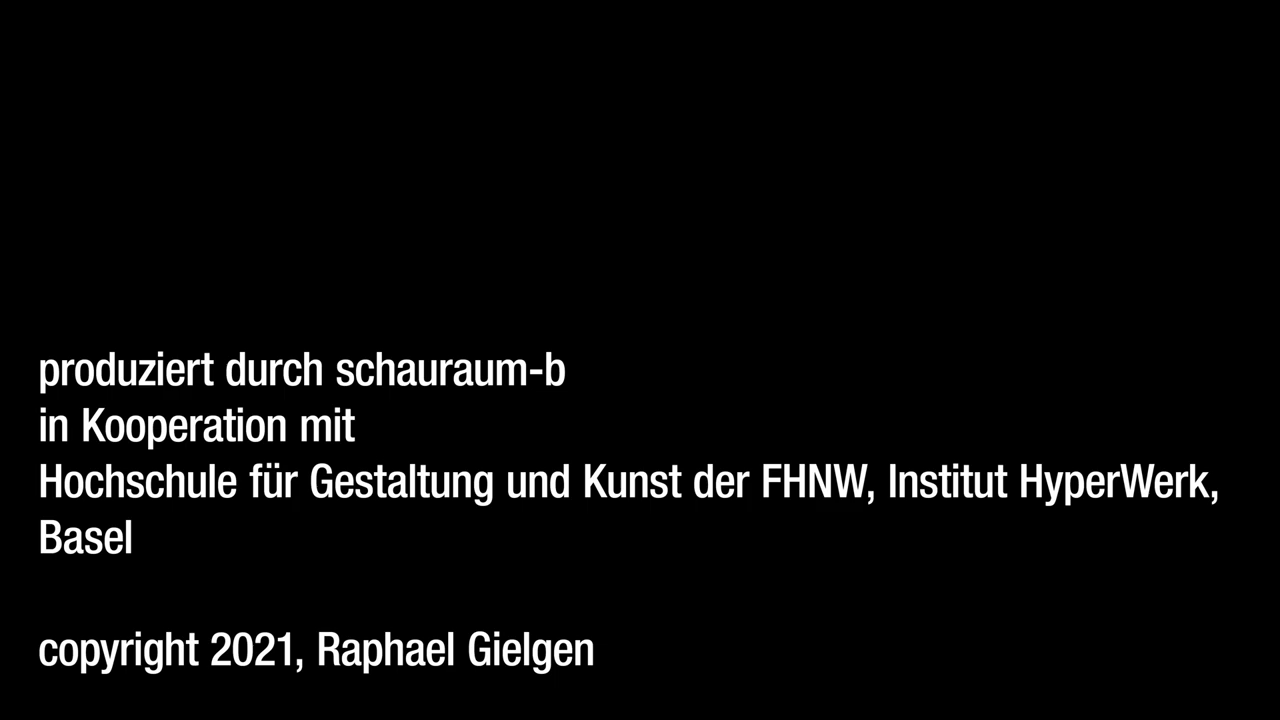 produziert durch schauraum-b
in Kooperation mit
Hochschule für Gestaltung und Kunst der FHNW, Institut HyperWerk,
Basel
copyright 2021, Raphael Gielgen